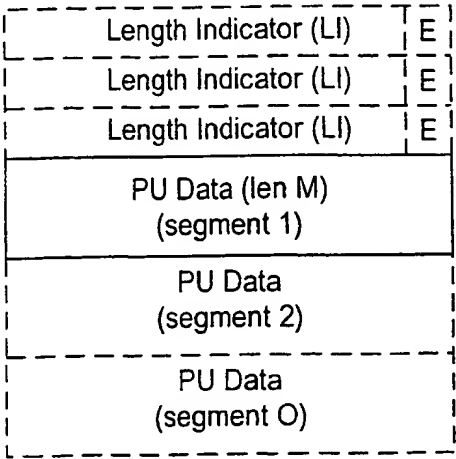 Length Indicator (LI) E
Length Indicator (LI) E
Length Indicator (LI) E
PU Data (len M)
(segment 1)
PU Data
(segment 2)
PU Data
(segment O)